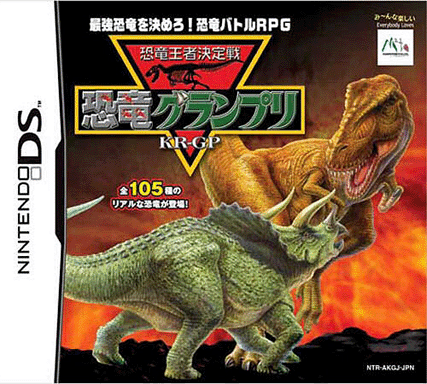 最強恐竜を決めろ!恐竜バトルRPG
み〜んな楽しい
Everybody Loves
恐竜王者決定戦
恐竜グランプリ
KR-GP
全105種の
リアルな恐竜が登場!
NINTENDO DS™
NTR-AKGJ-JPN